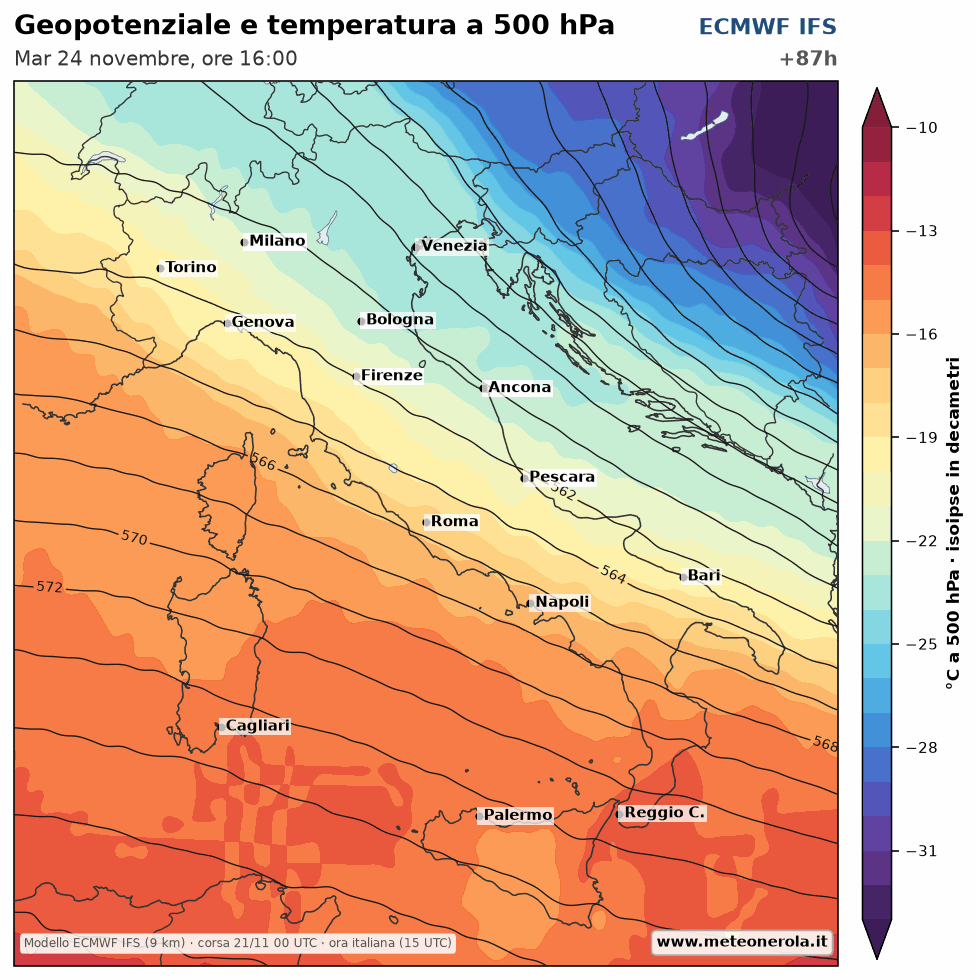 Geopotenziale e temperatura a 500 hPa
ECMWF IFS
Mar 24 novembre, ore 16:00
+87h
−10
−13
−16
−19
−22
−25
−28
−31
°C a 500 hPa · isoipse in decametri
Milano
Venezia
Torino
Genova
Bologna
Firenze
Ancona
566
Pescara
562
Roma
570
564
Bari
572
Napoli
Cagliari
568
Palermo
Reggio C.
Modello ECMWF IFS (9 km) · corsa 21/11 00 UTC · ora italiana (15 UTC)
www.meteonerola.it